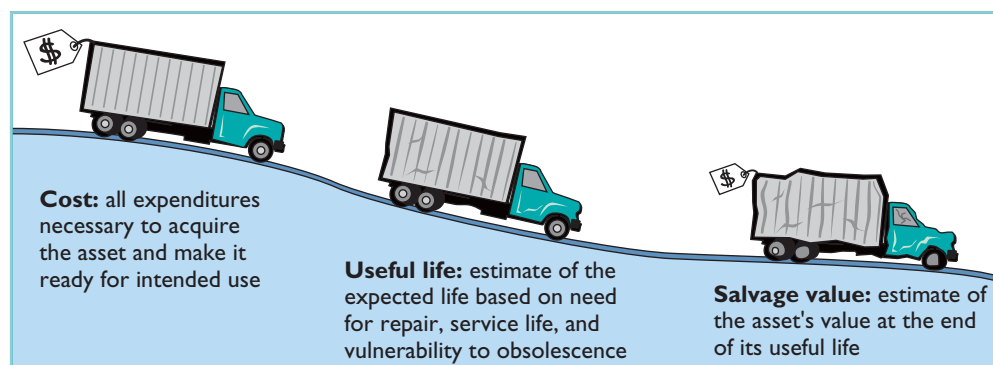 $
Cost: all expenditures
necessary to acquire
the asset and make it
ready for intended use
Useful life: estimate of the
expected life based on need
for repair, service life, and
vulnerability to obsolescence
$
Salvage value: estimate of
the asset's value at the end
of its useful life